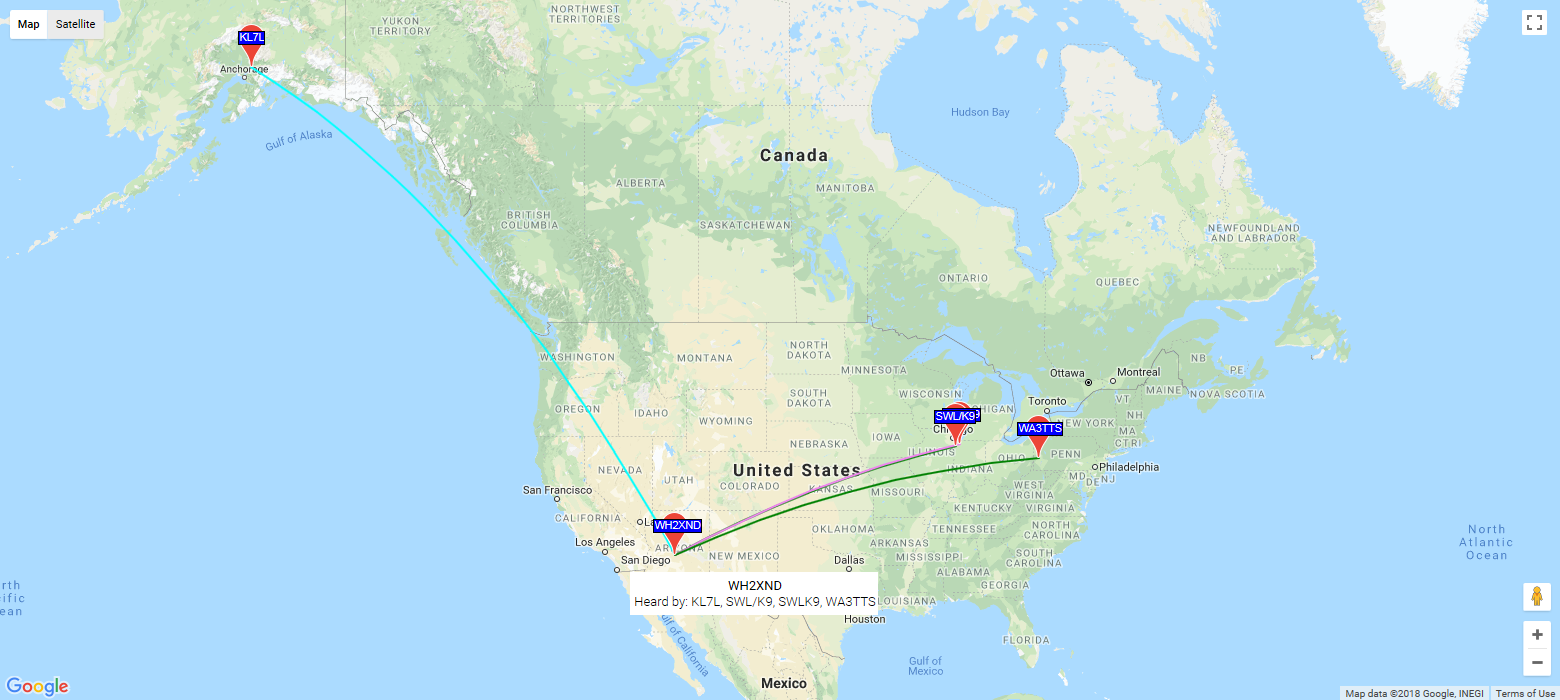 Map
Satellite
KL7L
Anchorage
Gulf of Alaska
YUKON
TERRITORY
NORTHWEST
TERRITORIES
Hudson Bay
Canada
ALBERTA
MANITOBA
BRITISH
COLUMBIA
SASKATCHEWAN
NEWFOUNDLAND
AND LABRADOR
ONTARIO
QUEBEC
WASHINGTON
MONTANA
NORTH
DAKOTA
MINNESOTA
Ottawa
Montreal
NB
PE
NOVA SCOTIA
MAINE
OREGON
IDAHO
WYOMING
SOUTH
DAKOTA
WISCONSIN
Toronto
VT
NH
MA
CTRI
SWL/K9
WA3TTS
NEW YORK
NEBRASKA
IOWA
ILLINOIS
INDIANA
OHIO
PENN
Philadelphia
MD
DE
NJ
NEVADA
UTAH
United States
COLORADO
KANSAS
MISSOURI
WEST
VIRGINIA
KENTUCKY
VIRGINIA
San Francisco
CALIFORNIA
WH2XND
OKLAHOMA
TENNESSEE
NORTH
CAROLINA
Los Angeles
ARIZONA
NEW MEXICO
ARKANSAS
MISSISSIPPI
SOUTH
CAROLINA
San Diego
Dallas
ALABAMA
GEORGIA
North
Atlantic
Ocean
WH2XND
Heard by: KL7L, SWL/K9, SWLK9, WA3TTS
LOUISIANA
Houston
FLORIDA
Gulf of California
Gulf of
Mexico
Mexico
Google
Map data ©2018 Google, INEGI
Terms of Use